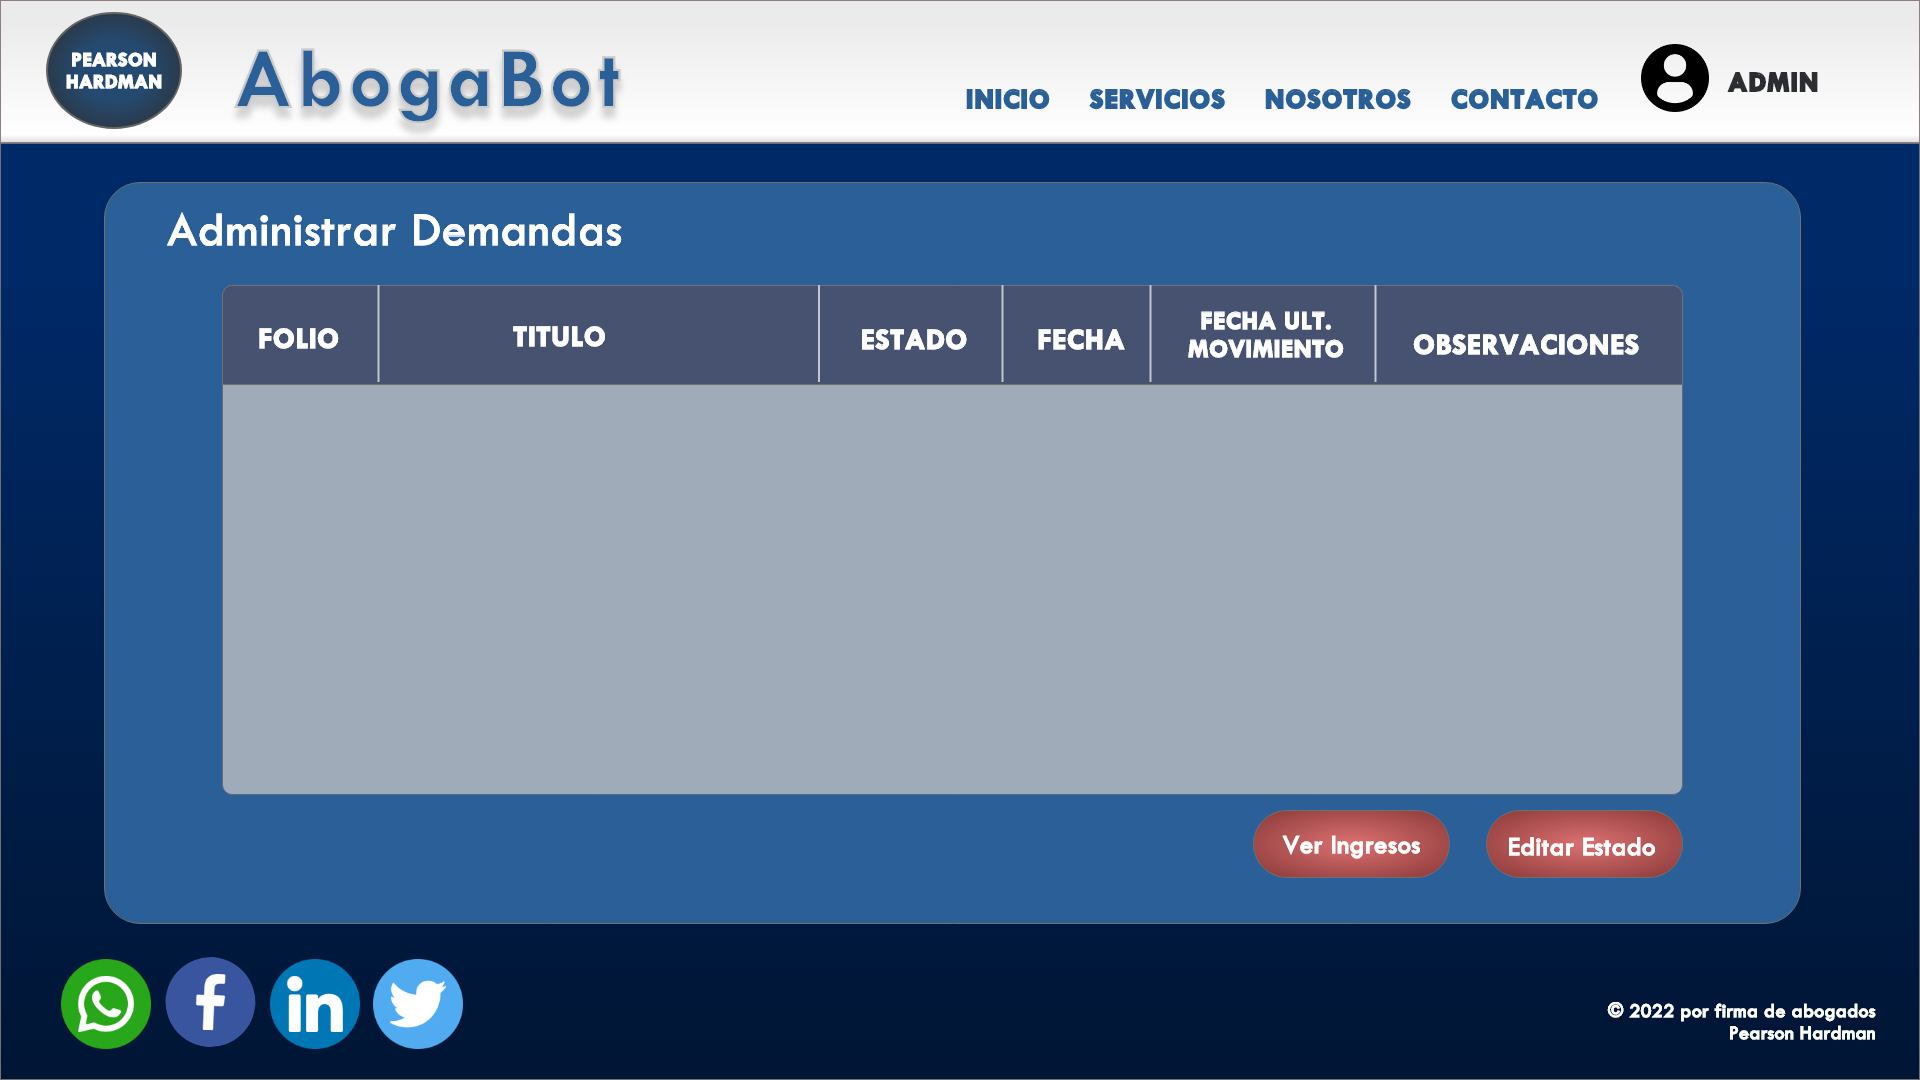 PEARSON
HARDMAN
AbogaBot
INICIO SERVICIOS NOSOTROS CONTACTO
ADMIN
Administrar Demandas
FOLIO
TITULO
ESTADO
FECHA
FECHA ULT.
MOVIMIENTO
OBSERVACIONES
Ver Ingresos
Editar Estado
© 2022 por firma de abogados
Pearson Hardman